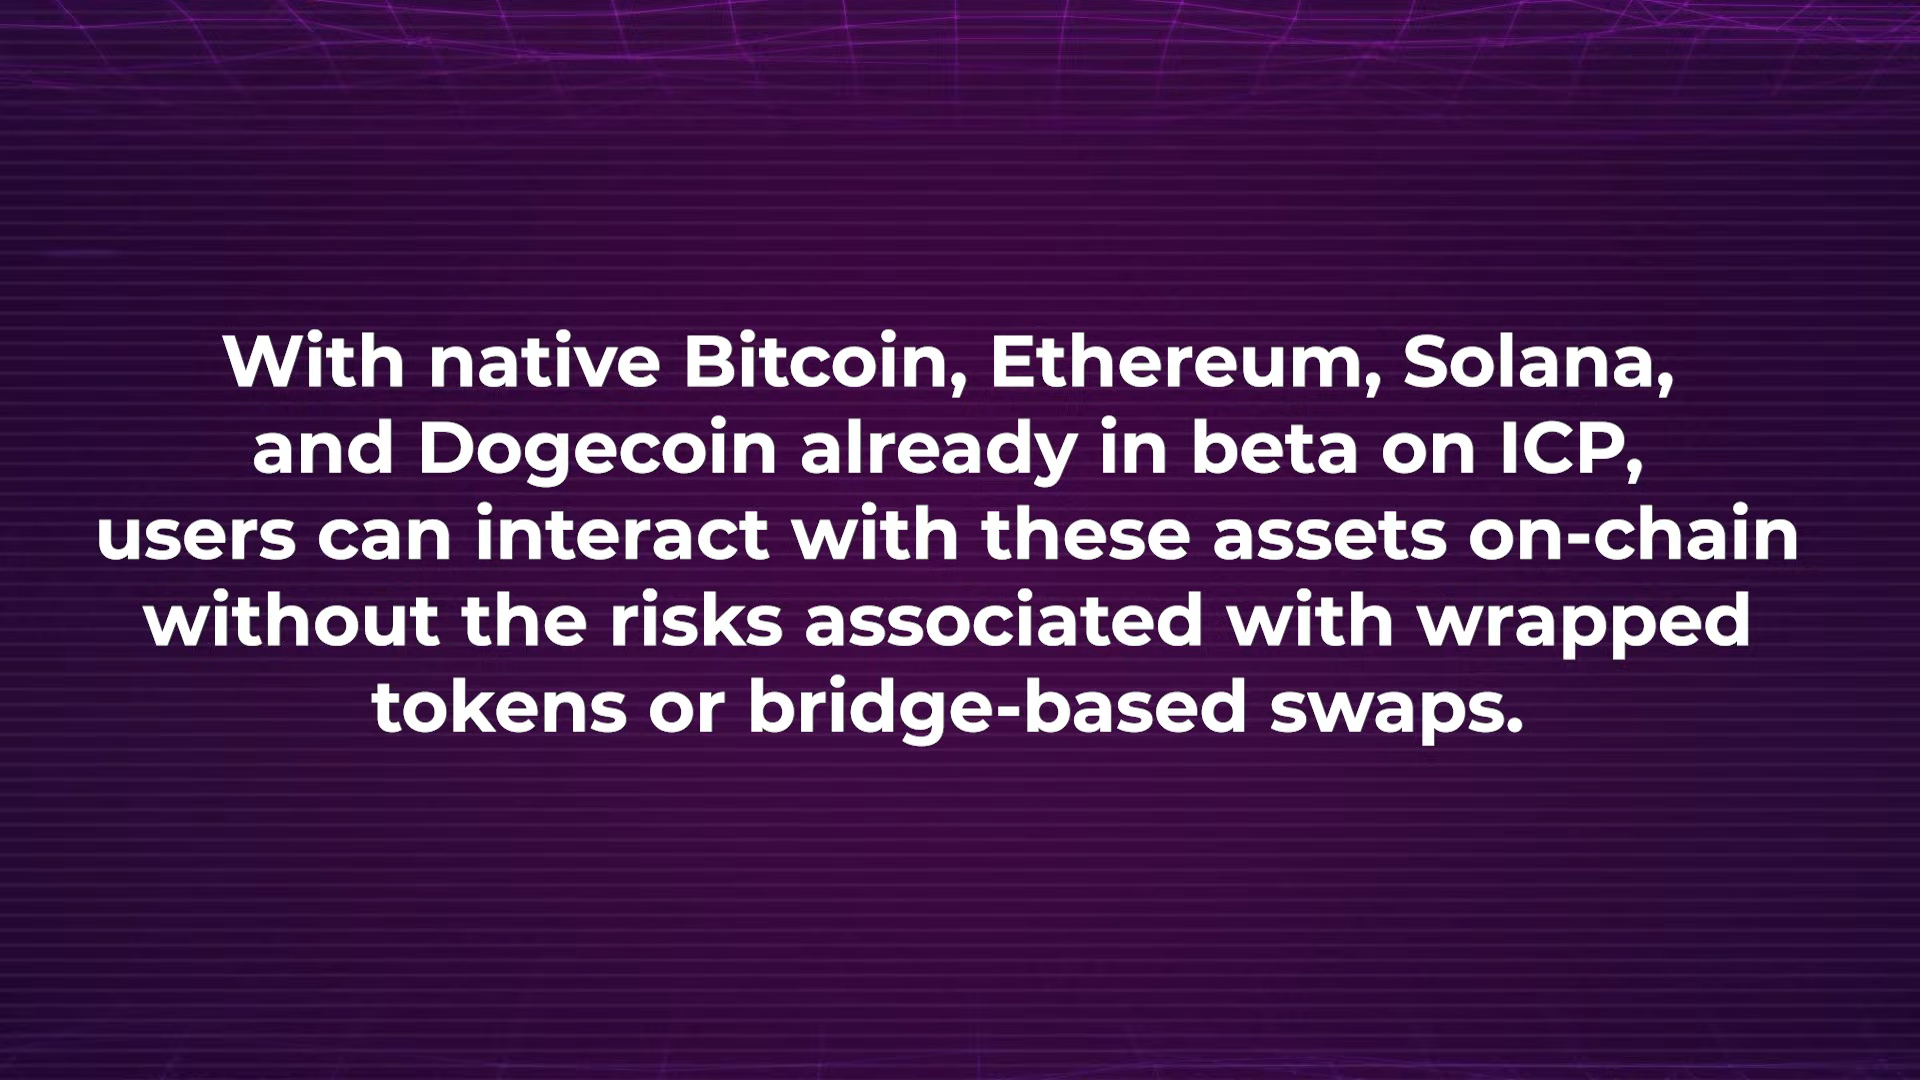 With native Bitcoin, Ethereum, Solana,
and Dogecoin already in beta on ICP,
users can interact with these assets on-chain
without the risks associated with wrapped
tokens or bridge-based swaps.